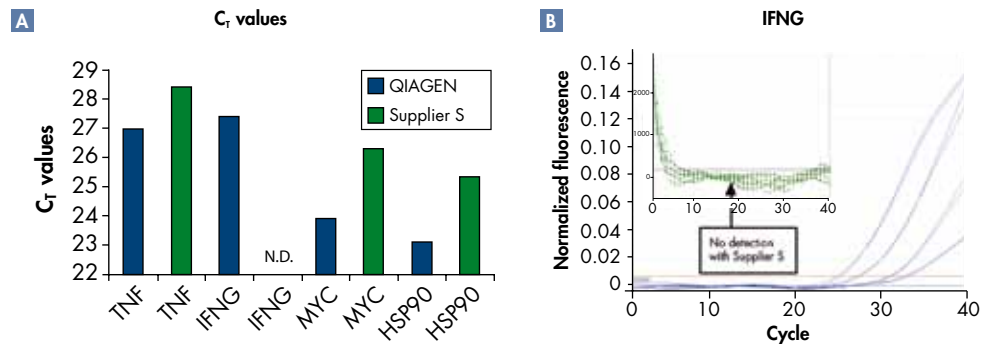 A
C_T values
C_T values
29
28
27
26
25
24
23
22
QIAGEN
Supplier S
N.D.
TNF
TNF
IFNG
IFNG
MYC
MYC
HSP90
HSP90
B
IFNG
Normalized fluorescence
0.16
0.14
0.12
0.10
0.08
0.06
0.04
0.02
0
2000
1000
0
0 10 20 30 40
No detection
with Supplier S
0 10 20 30 40
Cycle